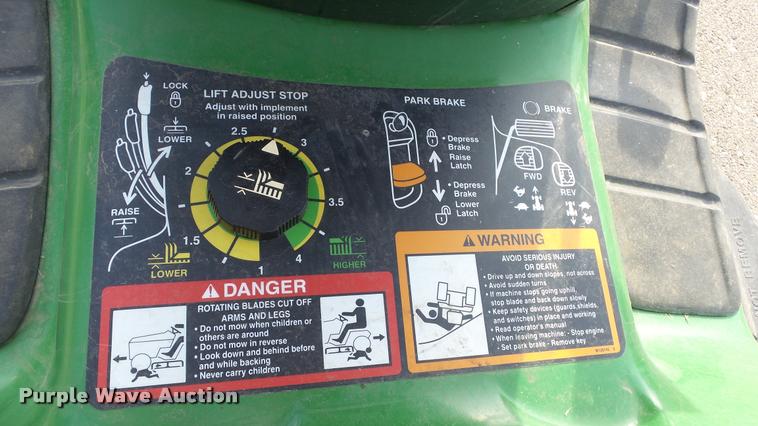 LOCK
LOWER
RAISE
LIFT ADJUST STOP
Adjust with implement
in raised position
2.5
3
2
3.5
1.5
1
4
LOWER
HIGHER
PARK BRAKE
• Depress
Brake
Raise
Latch
• Depress
Brake
Lower
Latch
BRAKE
FWD
REV
DANGER
ROTATING BLADES CUT OFF
ARMS AND LEGS
• Do not mow when children or
others are around
• Do not mow in reverse
• Look down and behind before
and while backing
• Never carry children
WARNING
AVOID SERIOUS INJURY
OR DEATH.
• Drive up and down slopes, not across
• Avoid sudden turns
• If machine stops going uphill,
stop blade and back down slowly
• Keep safety devices (guards, shields,
and switches) in place and working
• Read operator's manual
• When leaving machine: - Stop engine
- Set park brake - Remove key
REMOVE
Purple Wave Auction